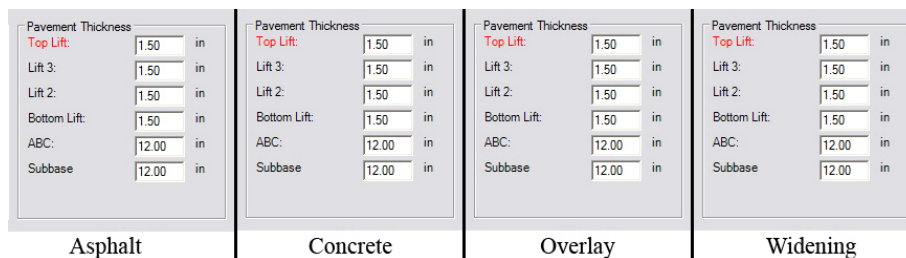 Pavement Thickness
Top Lift: 1.50 in
Lift 3: 1.50 in
Lift 2: 1.50 in
Bottom Lift: 1.50 in
ABC: 12.00 in
Subbase 12.00 in
Asphalt
Pavement Thickness
Top Lift: 1.50 in
Lift 3: 1.50 in
Lift 2: 1.50 in
Bottom Lift: 1.50 in
ABC: 12.00 in
Subbase 12.00 in
Concrete
Pavement Thickness
Top Lift: 1.50 in
Lift 3: 1.50 in
Lift 2: 1.50 in
Bottom Lift: 1.50 in
ABC: 12.00 in
Subbase 12.00 in
Overlay
Pavement Thickness
Top Lift: 1.50 in
Lift 3: 1.50 in
Lift 2: 1.50 in
Bottom Lift: 1.50 in
ABC: 12.00 in
Subbase 12.00 in
Widening